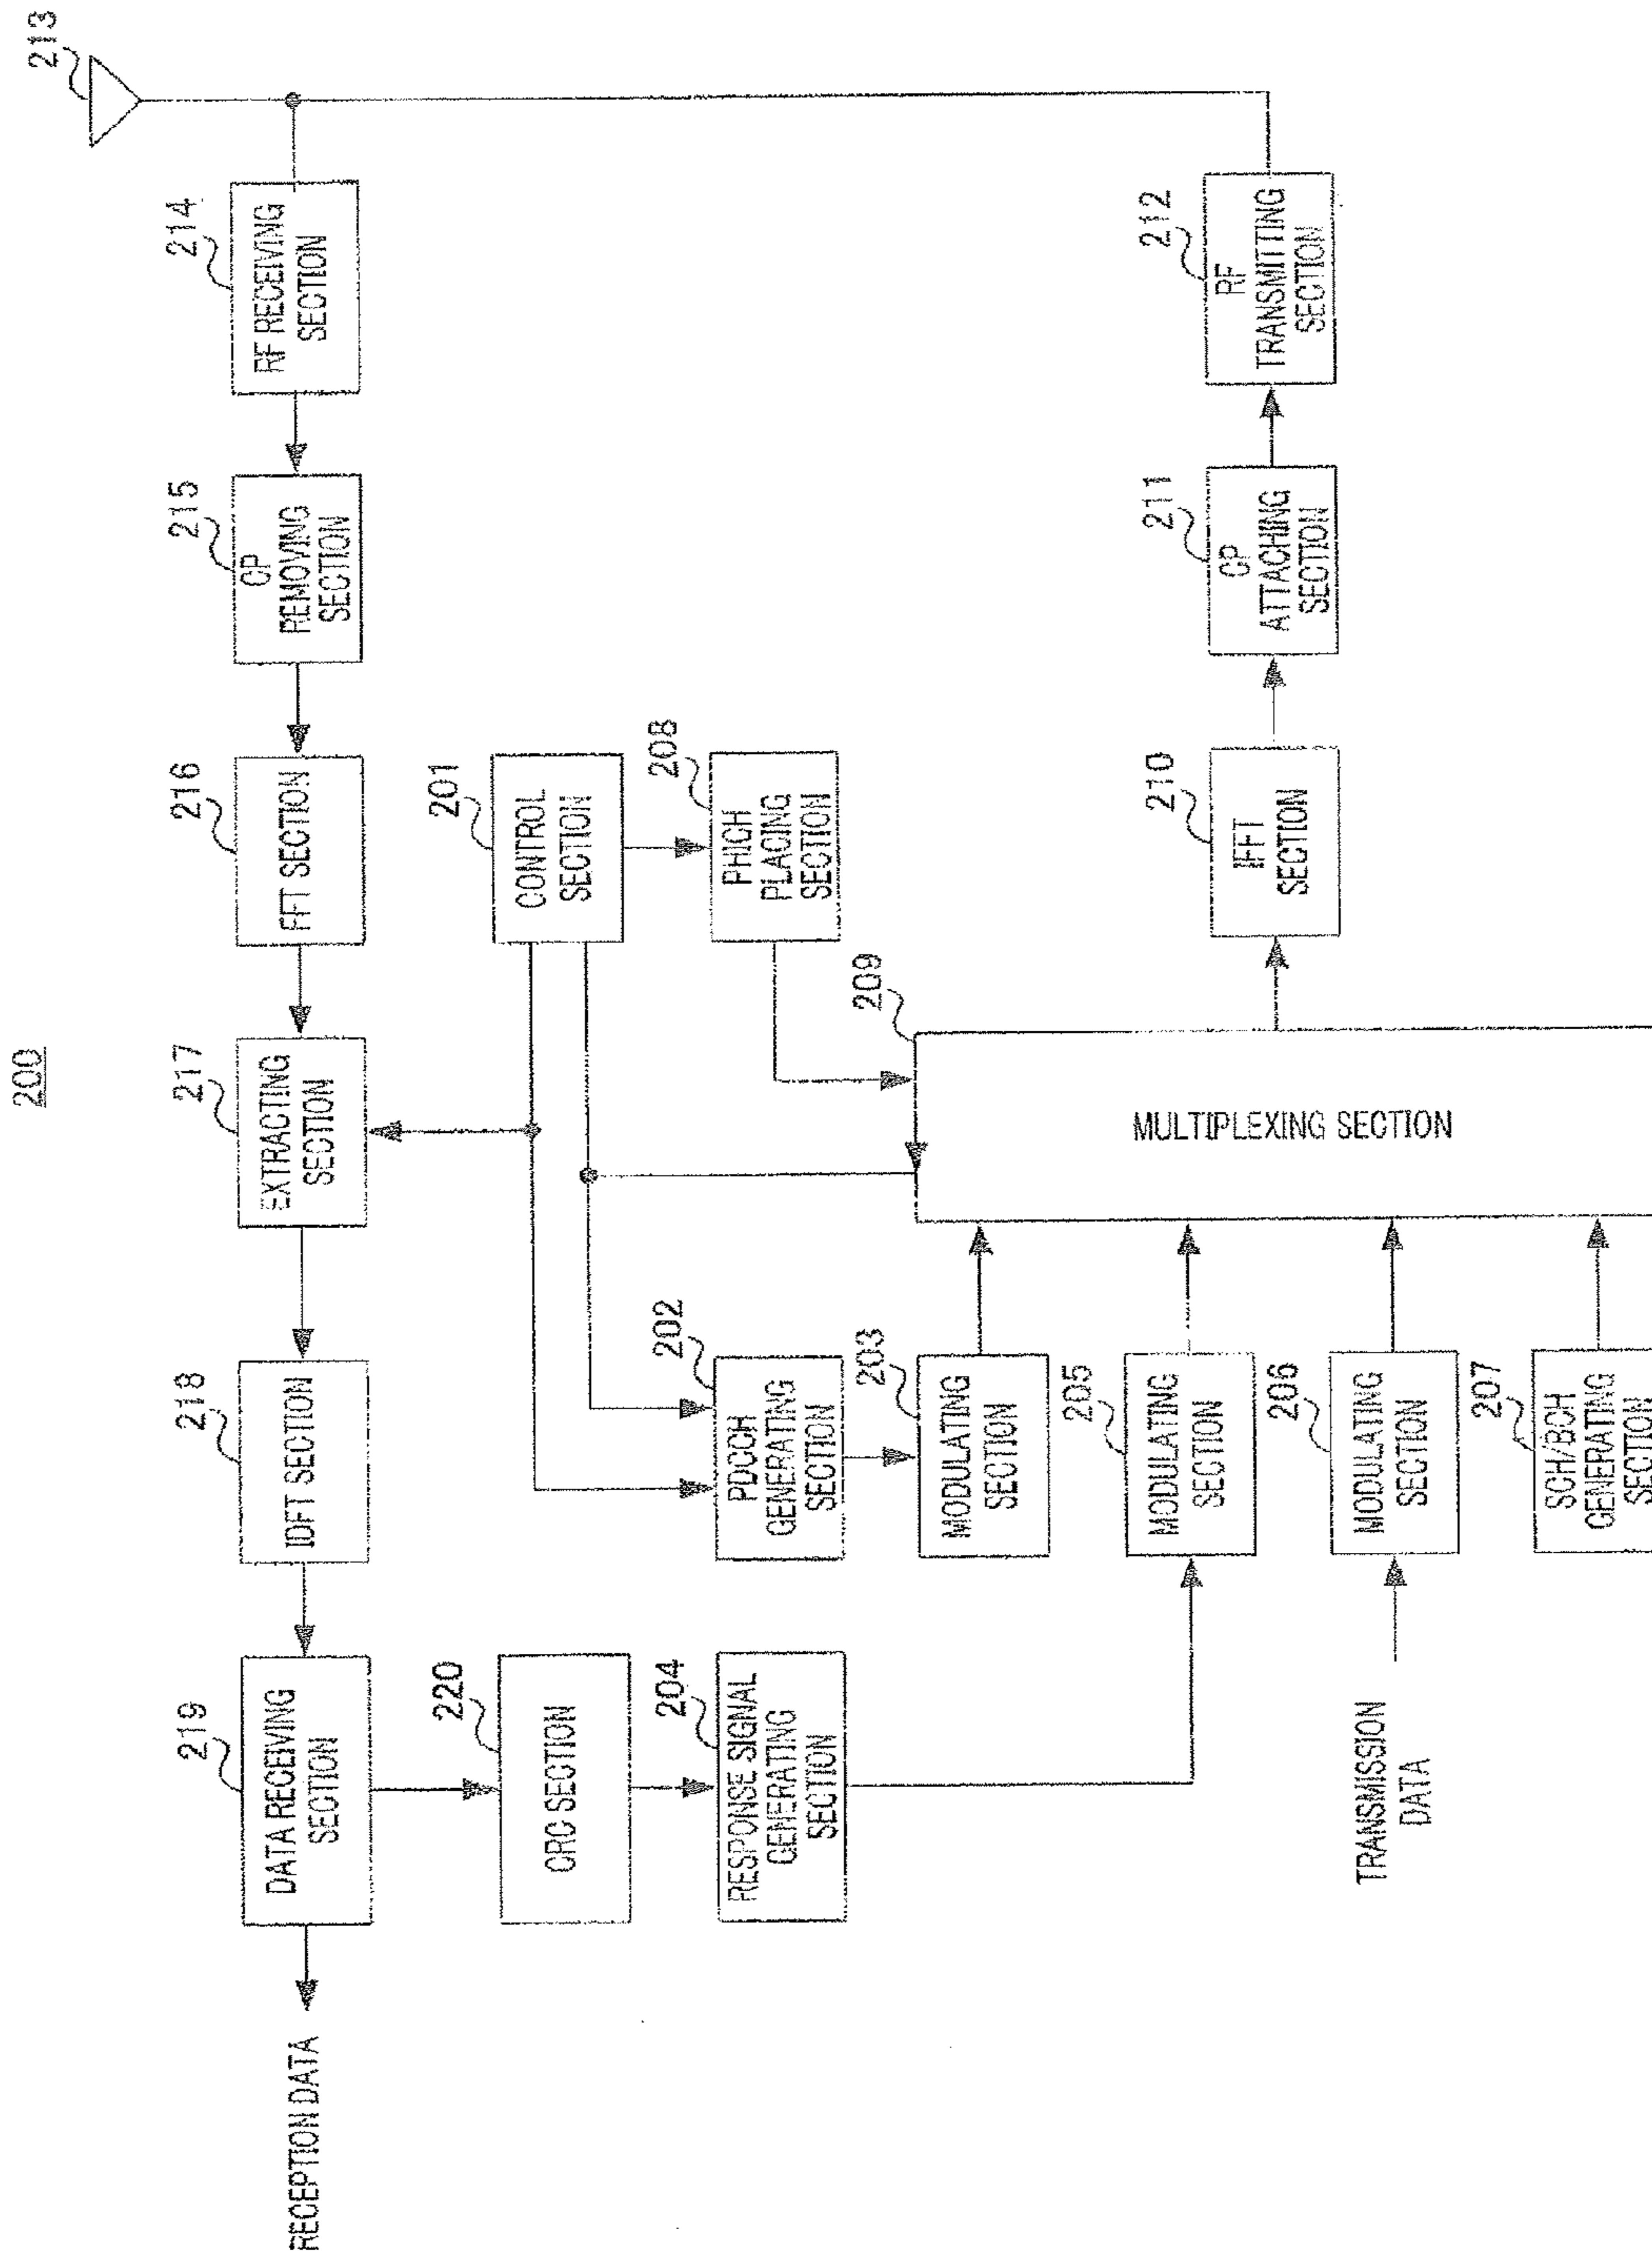 200
213
214
RF RECEIVING
SECTION
215
CP
REMOVING
SECTION
216
FFT SECTION
217
EXTRACTING
SECTION
218
IDFT SECTION
219
DATA RECEIVING
SECTION
RECEPTION DATA
201
CONTROL
SECTION
220
CRC SECTION
208
PHICH
PLACING
SECTION
202
PDCCH
GENERATING
SECTION
204
RESPONSE SIGNAL
GENERATING
SECTION
209
MULTIPLEXING SECTION
203
MODULATING
SECTION
212
RF
TRANSMITTING
SECTION
211
CP
ATTACHING
SECTION
210
IFFT
SECTION
205
MODULATING
SECTION
206
MODULATING
SECTION
TRANSMISSION
DATA
207
SCH/BCH
GENERATING
SECTION